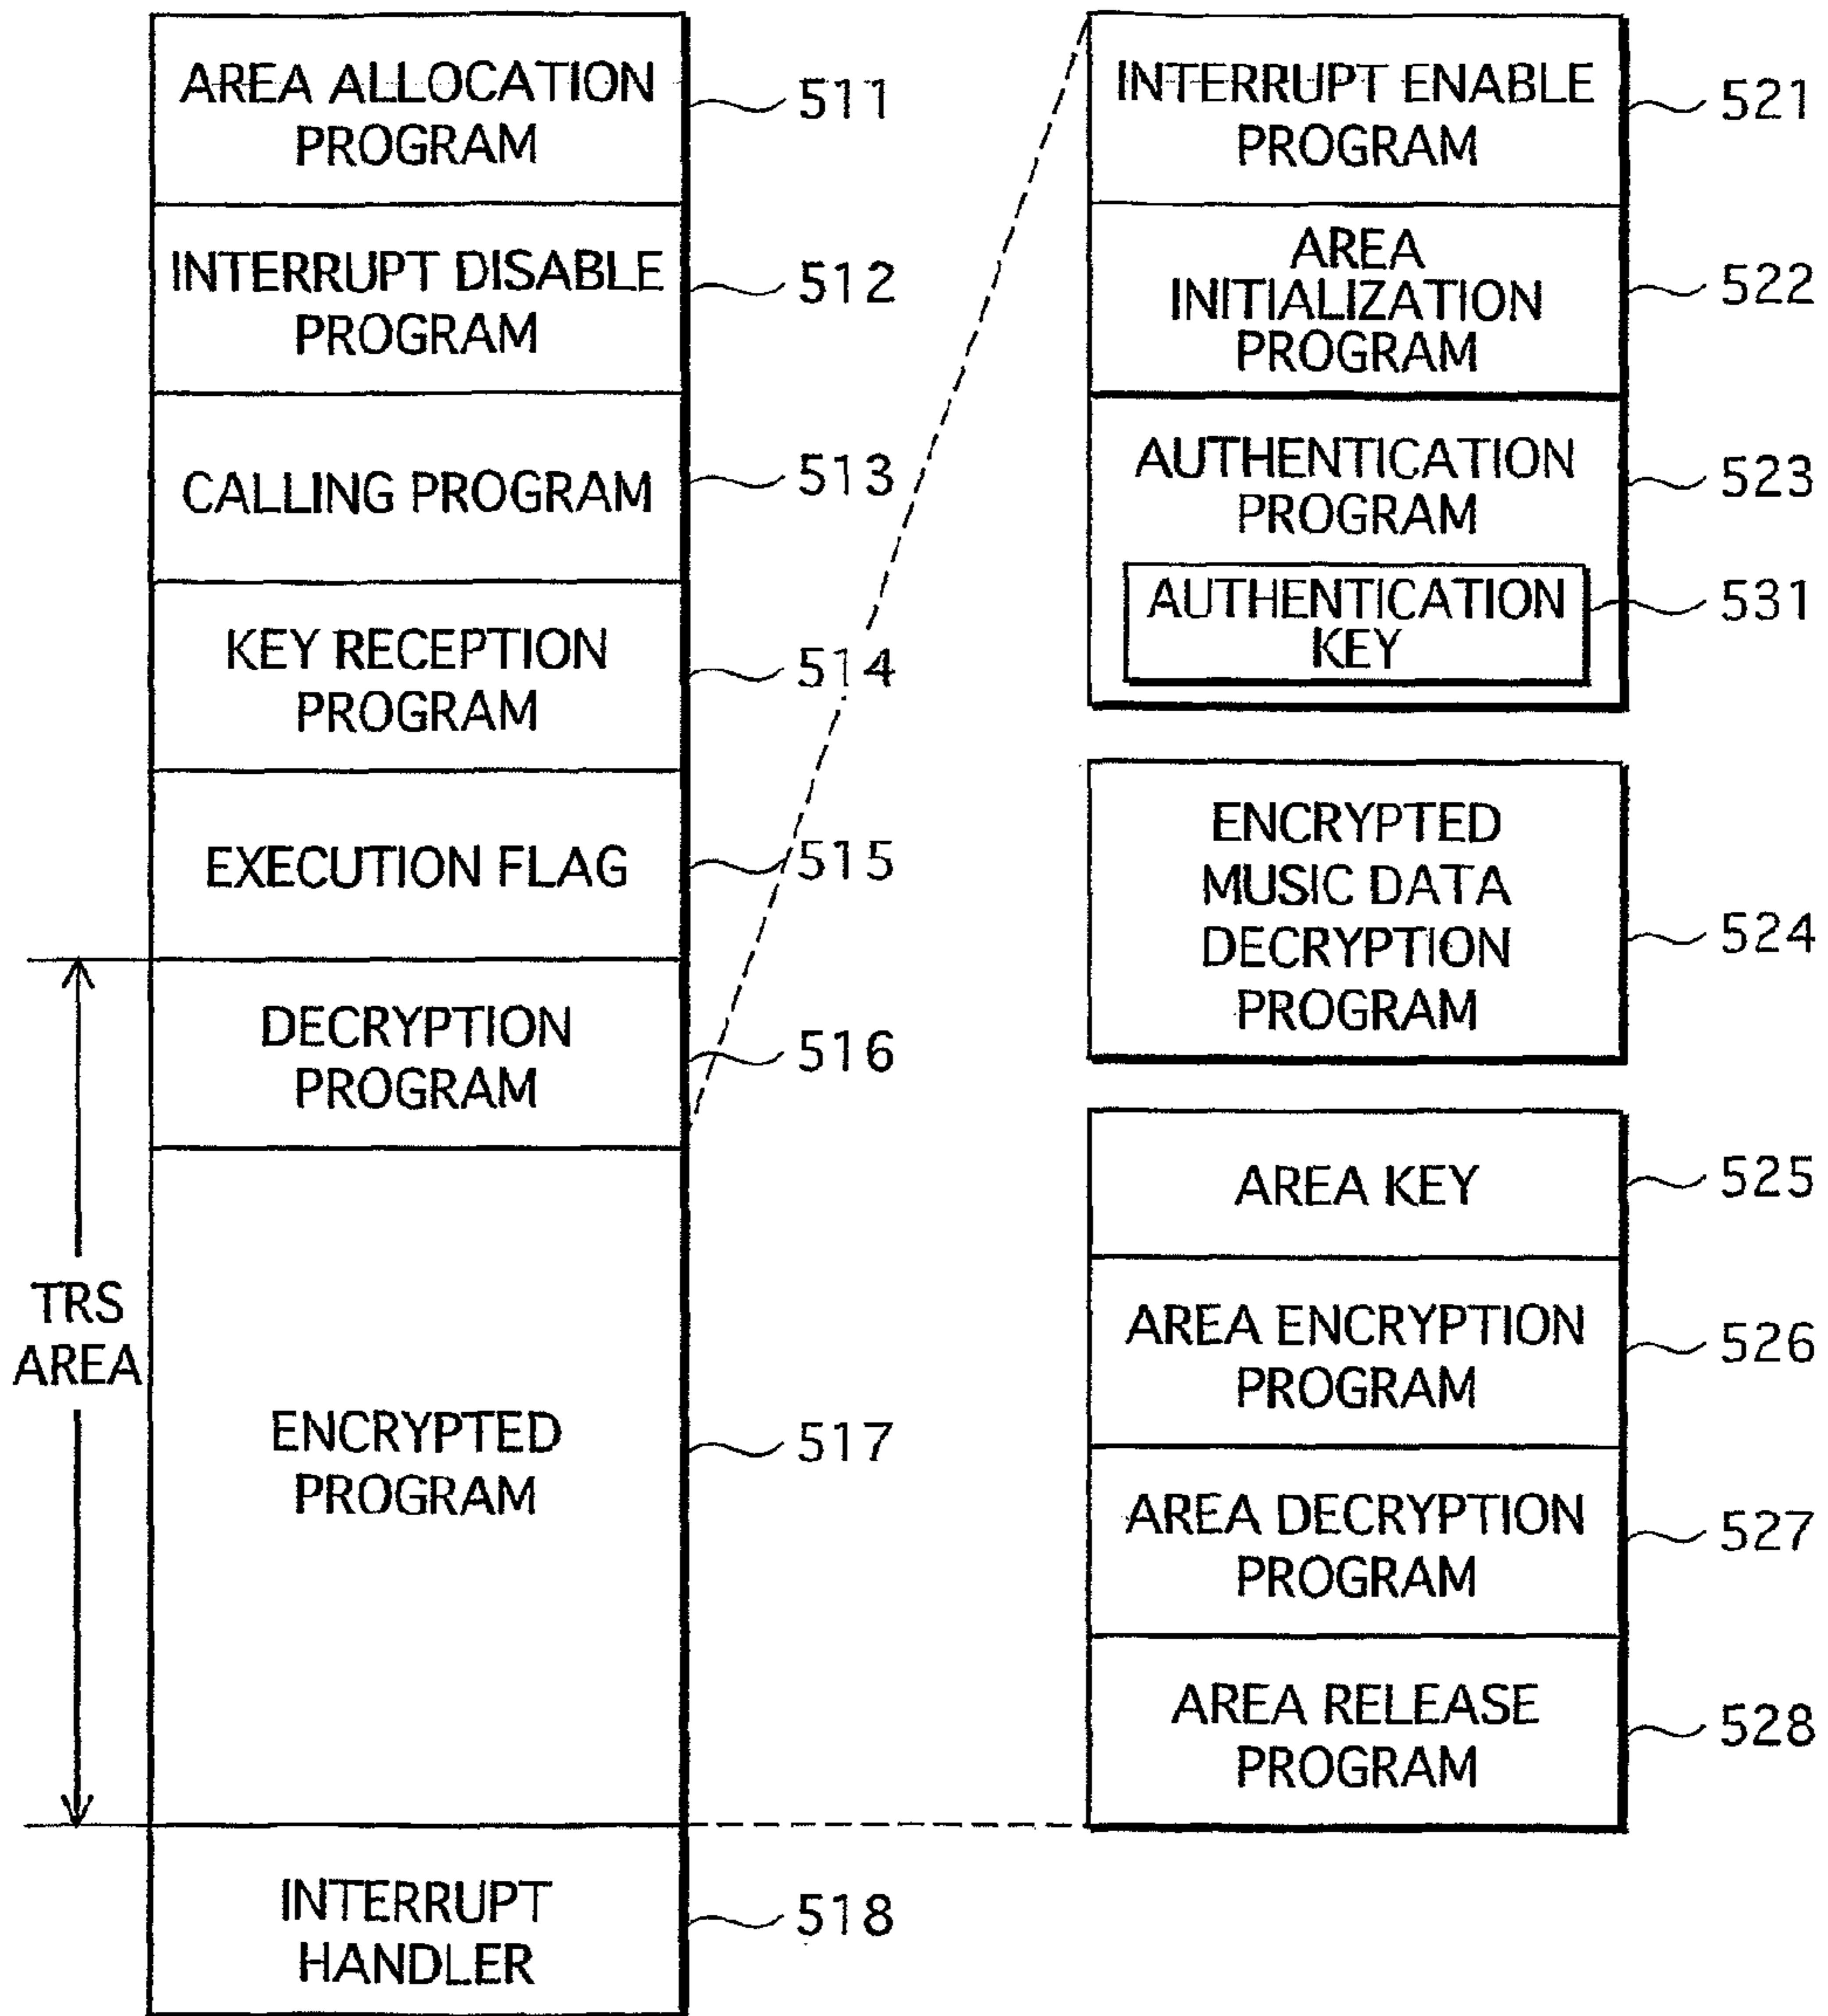 AREA ALLOCATION
PROGRAM
511
INTERRUPT DISABLE
PROGRAM
512
CALLING PROGRAM
513
KEY RECEPTION
PROGRAM
514
EXECUTION FLAG
515
DECRYPTION
PROGRAM
516
TRS
AREA
ENCRYPTED
PROGRAM
517
INTERRUPT
HANDLER
518
INTERRUPT ENABLE
PROGRAM
521
AREA
INITIALIZATION
PROGRAM
522
AUTHENTICATION
PROGRAM
523
AUTHENTICATION
KEY
531
ENCRYPTED
MUSIC DATA
DECRYPTION
PROGRAM
524
AREA KEY
525
AREA ENCRYPTION
PROGRAM
526
AREA DECRYPTION
PROGRAM
527
AREA RELEASE
PROGRAM
528